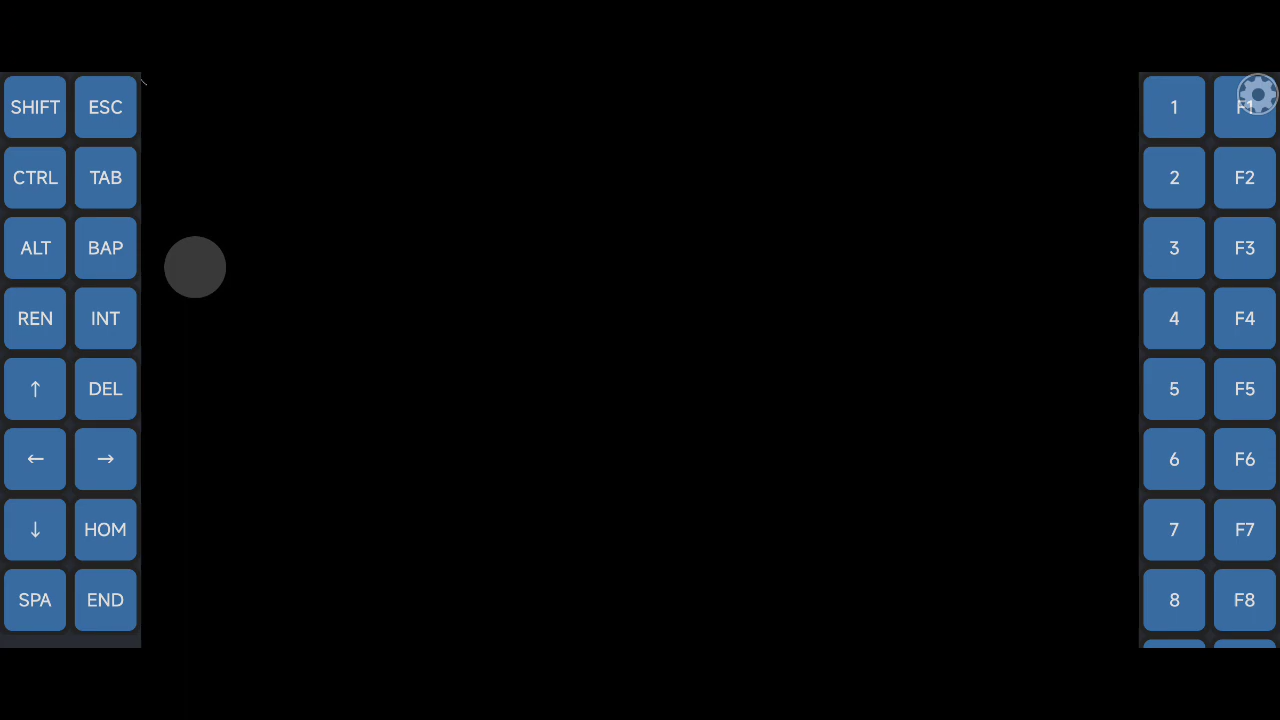 SHIFT ESC 1 F1
CTRL TAB 2 F2
ALT BAP 3 F3
REN INT 4 F4
↑ DEL 5 F5
← → 6 F6
↓ HOM 7 F7
SPA END 8 F8